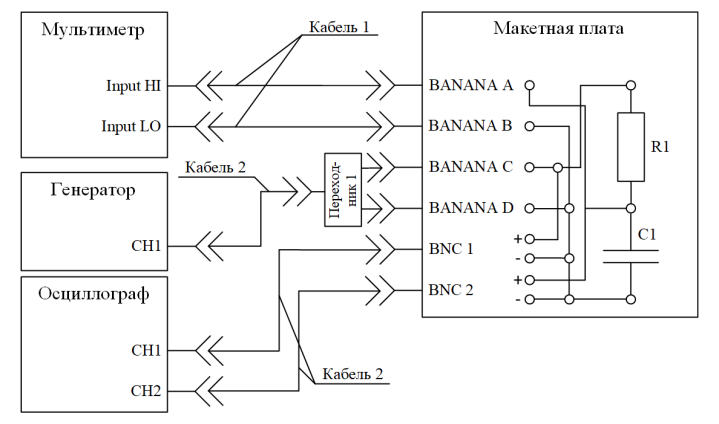 Мультиметр
Input HI
Input LO
Кабель 1
Макетная плата
BANANA A
BANANA B
BANANA C
BANANA D
BNC 1
+
-
BNC 2
+
-
R1
C1
Генератор
CH1
Кабель 2
Переход-
ник 1
Осциллограф
CH1
CH2
Кабель 2